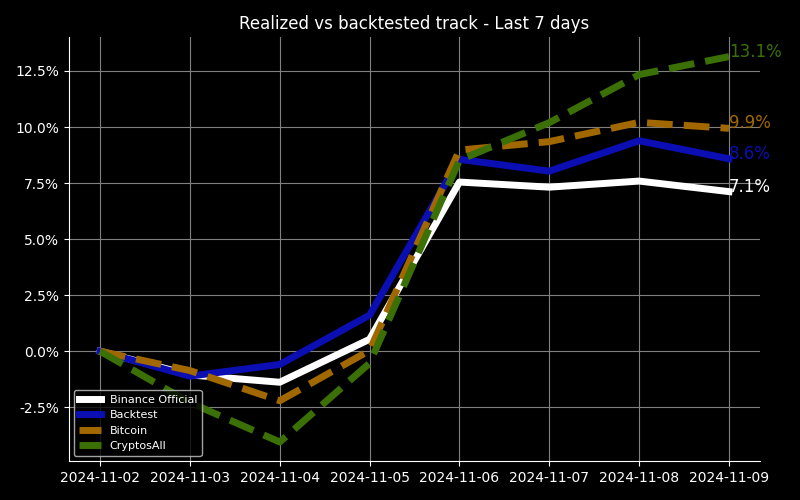 Realized vs backtested track - Last 7 days
13.1%
12.5%
10.0%
9.9%
8.6%
7.5%
7.1%
5.0%
2.5%
0.0%
-2.5%
Binance Official
Backtest
Bitcoin
CryptosAll
2024-11-02 2024-11-03 2024-11-04 2024-11-05 2024-11-06 2024-11-07 2024-11-08 2024-11-09